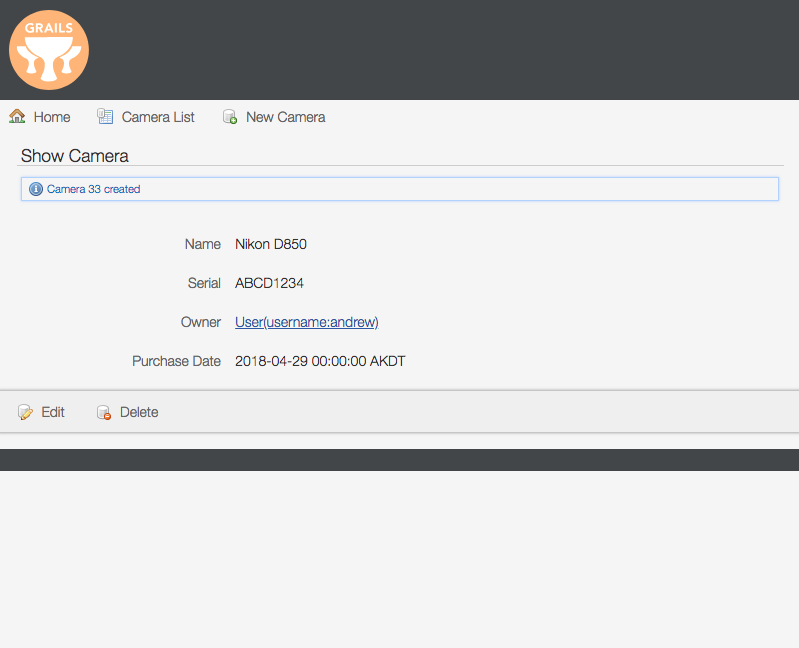 GRAILS
Home Camera List New Camera
Show Camera
Camera 33 created
Name Nikon D850
Serial ABCD1234
Owner User(username:andrew)
Purchase Date 2018-04-29 00:00:00 AKDT
Edit Delete